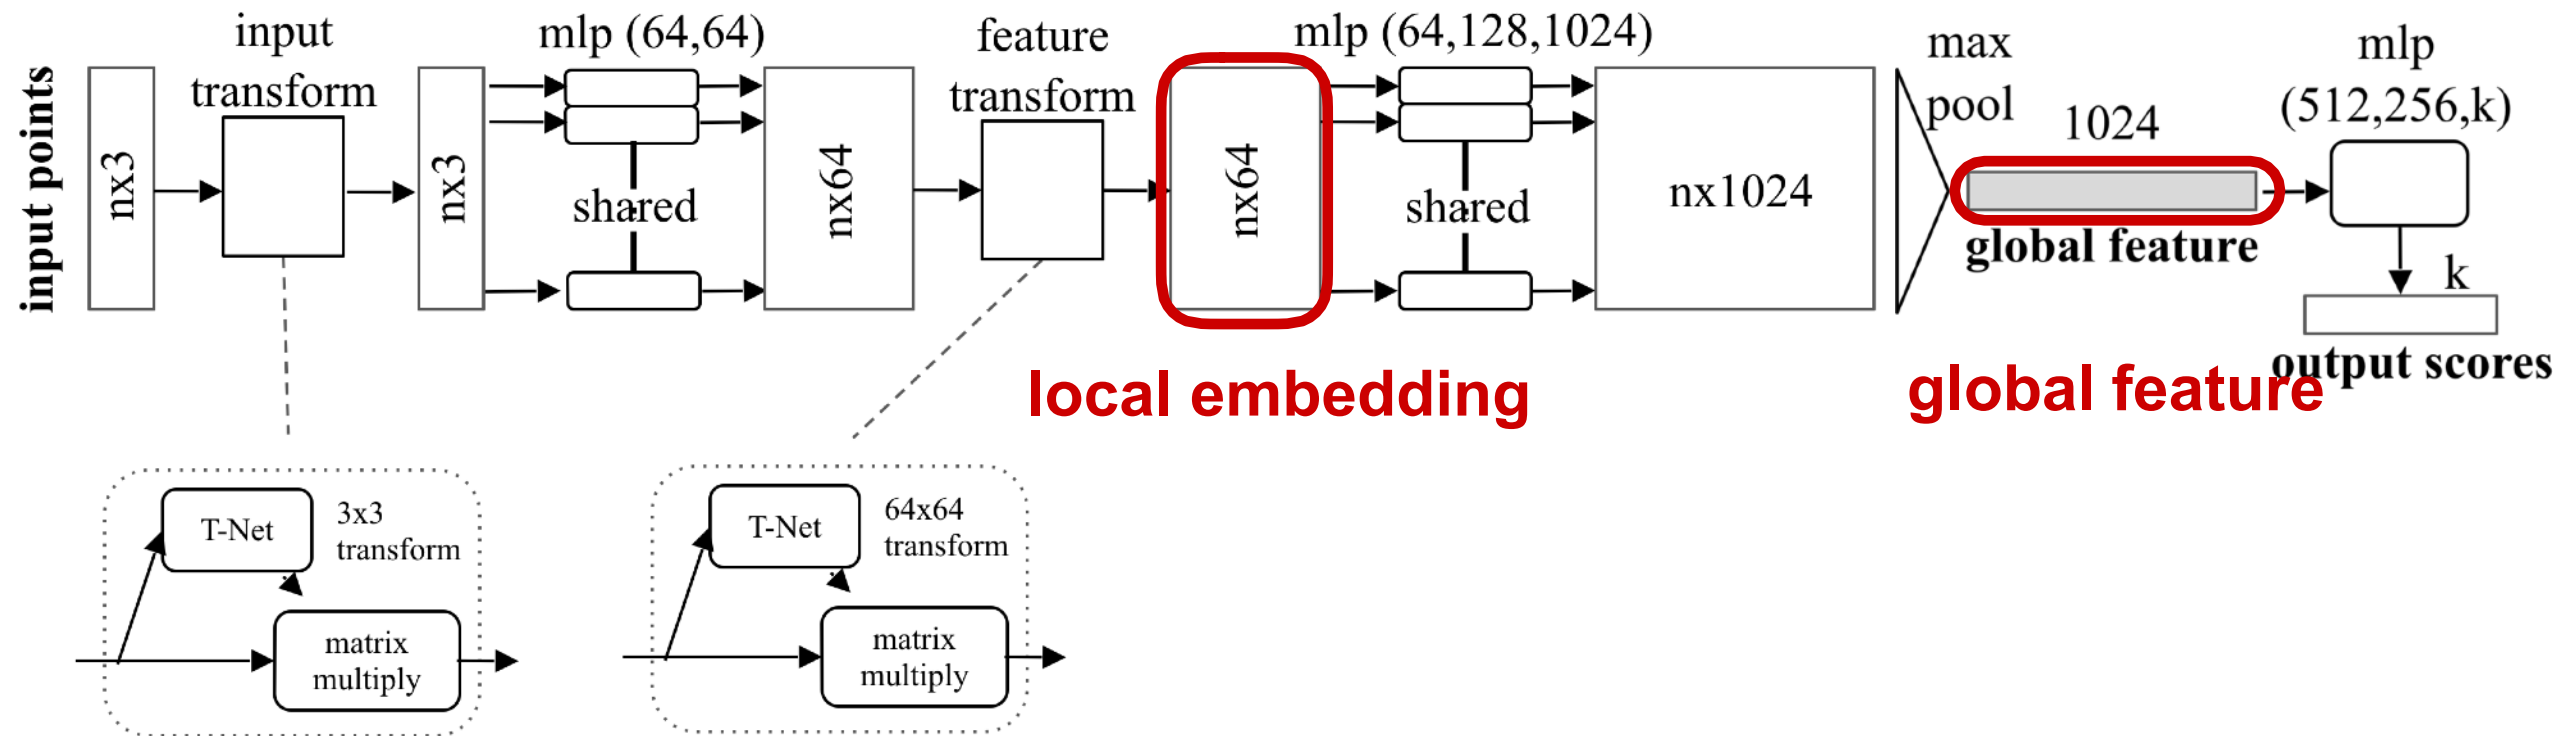 input points
nx3
input
transform
nx3
mlp (64,64)
shared
nx64
feature
transform
nx64
mlp (64,128,1024)
shared
nx1024
max
pool
1024
global feature
mlp
(512,256,k)
k
output scores
local embedding
global feature
T-Net
3x3
transform
matrix
multiply
T-Net
64x64
transform
matrix
multiply